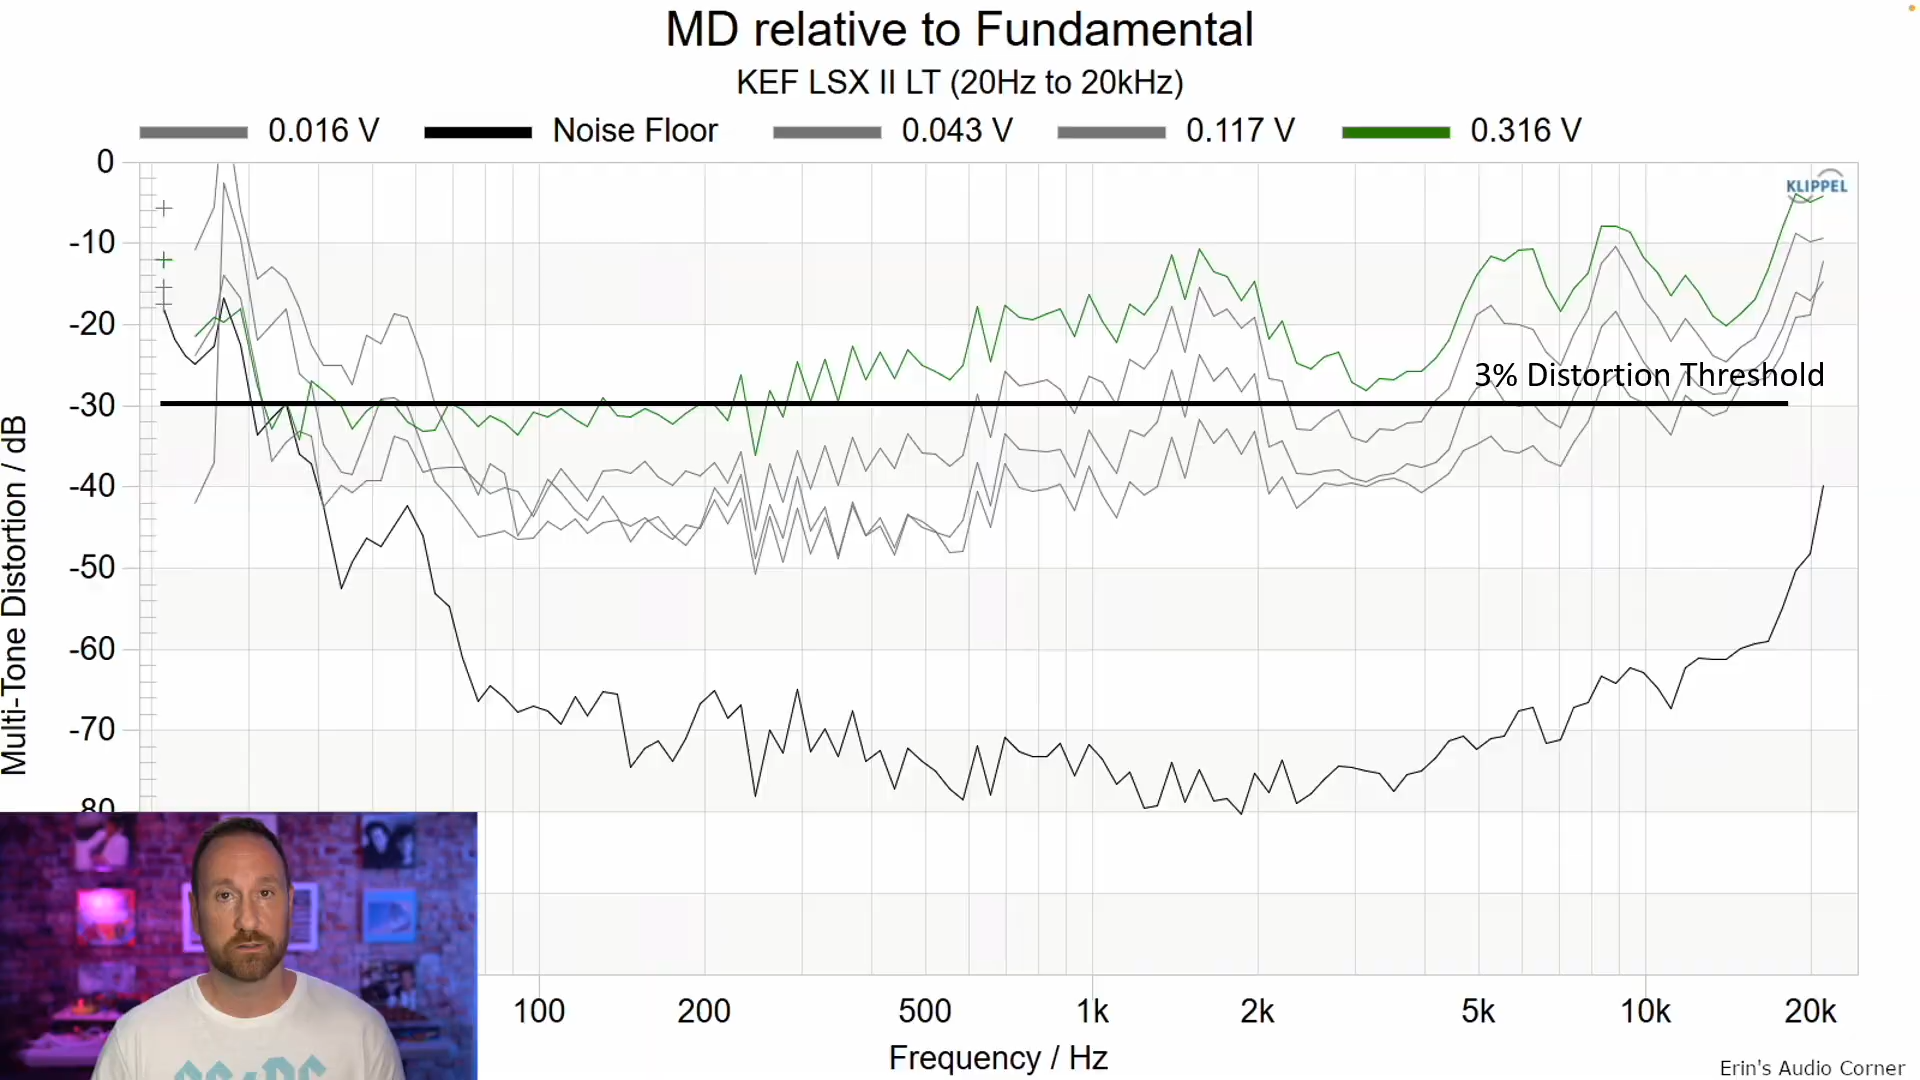 MD relative to Fundamental
KEF LSX II LT (20Hz to 20kHz)
0.016 V Noise Floor 0.043 V 0.117 V 0.316 V
0
KLIPPEL
-10
-20
3% Distortion Threshold
-30
-40
-50
-60
-70
80
Multi-Tone Distortion / dB
100 200 500 1k 2k 5k 10k 20k
Frequency / Hz
Erin's Audio Corner